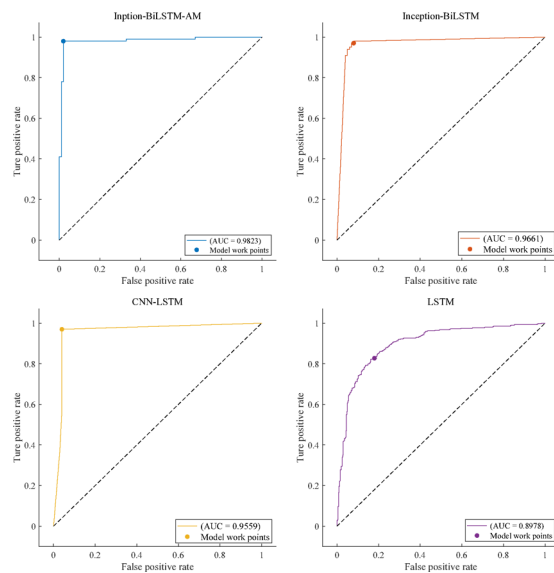 Inption-BiLSTM-AM
1
0.8
0.6
0.4
0.2
0
Ture positive rate
0 0.2 0.4 0.6 0.8 1
False positive rate
(AUC = 0.9823)
Model work points
Inception-BiLSTM
1
0.8
0.6
0.4
0.2
0
Ture positive rate
0 0.2 0.4 0.6 0.8 1
False positive rate
(AUC = 0.9661)
Model work points
CNN-LSTM
1
0.8
0.6
0.4
0.2
0
Ture positive rate
0 0.2 0.4 0.6 0.8 1
False positive rate
(AUC = 0.9559)
Model work points
LSTM
1
0.8
0.6
0.4
0.2
0
Ture positive rate
0 0.2 0.4 0.6 0.8 1
False positive rate
(AUC = 0.8978)
Model work points